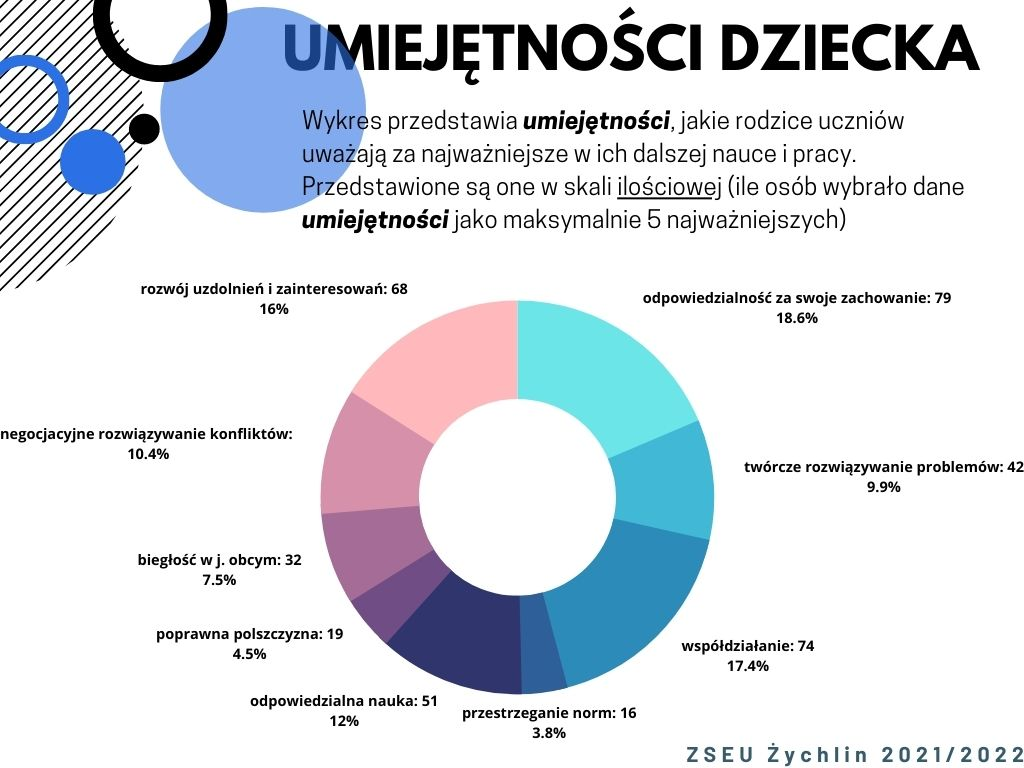 UMIEJĘTNOŚCI DZIECKA
Wykres przedstawia umiejętności, jakie rodzice uczniów
uważają za najważniejsze w ich dalszej nauce i pracy.
Przedstawione są one w skali ilościowej (ile osób wybrało dane
umiejętności jako maksymalnie 5 najważniejszych)
rozwój uzdolnień i zainteresowań: 68
16%
odpowiedzialność za swoje zachowanie: 79
18.6%
negocjacyjne rozwiązywanie konfliktów:
10.4%
twórcze rozwiązywanie problemów: 42
9.9%
biegłość w j. obcym: 32
7.5%
poprawna polszczyzna: 19
4.5%
współdziałanie: 74
17.4%
odpowiedzialna nauka: 51
12%
przestrzeganie norm: 16
3.8%
ZSEU Żychlin 2021/2022